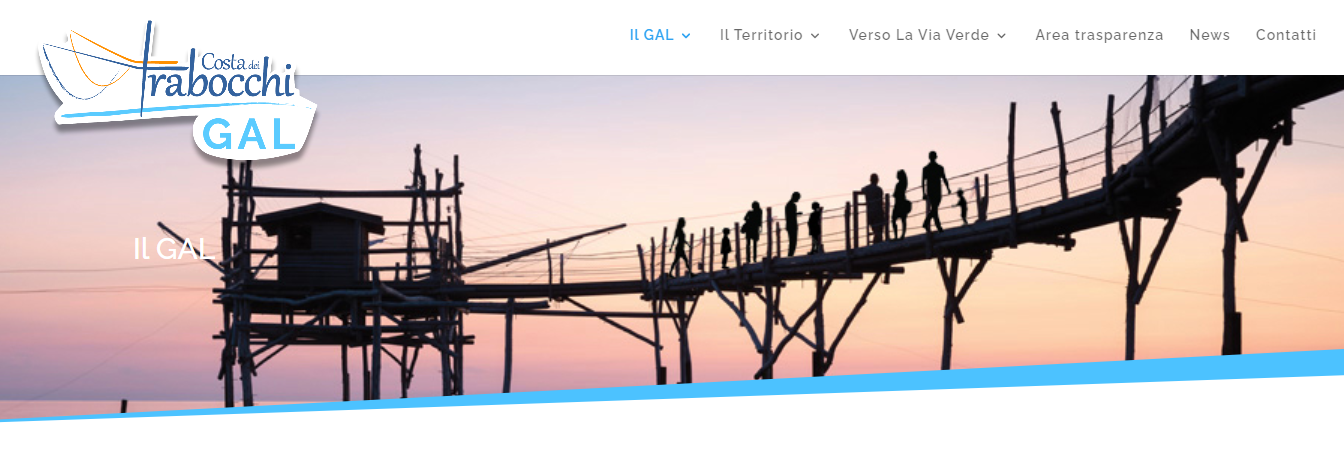 Costa dei
Trabocchi
GAL
Il GAL
Il Territorio
Verso La Via Verde
Area trasparenza
News
Contatti
Il GAL